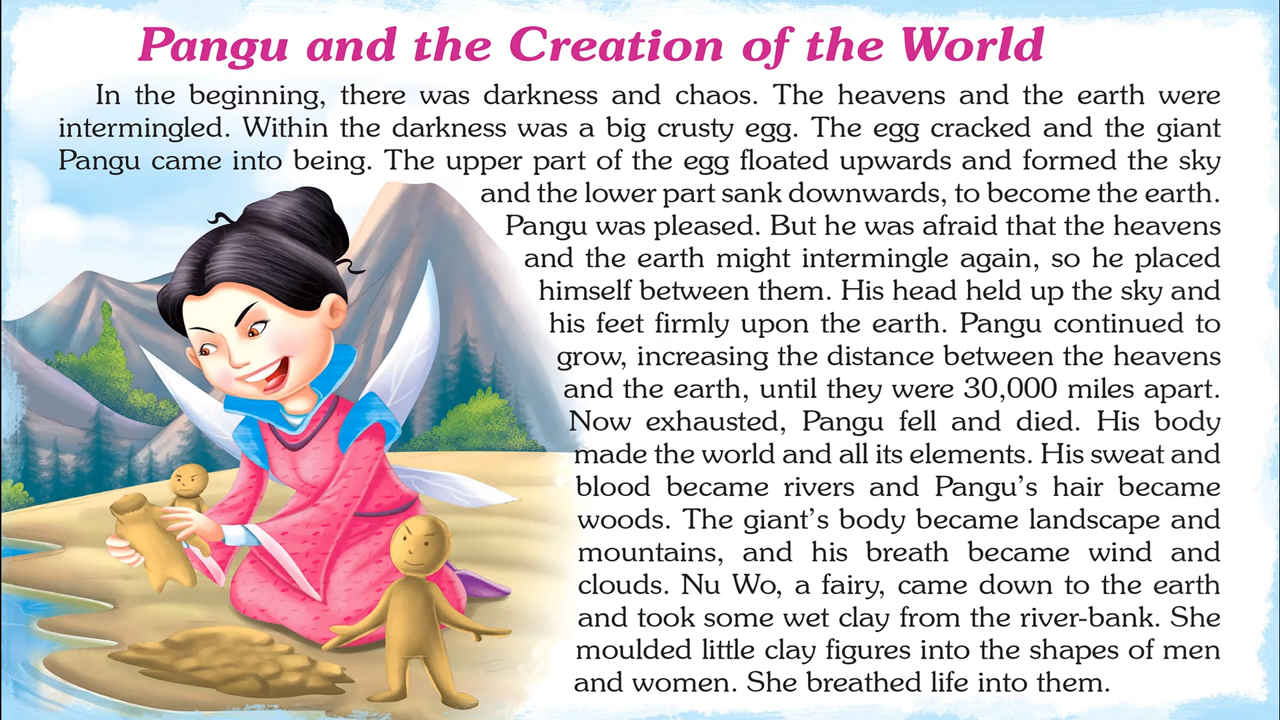 Pangu and the Creation of the World
In the beginning, there was darkness and chaos. The heavens and the earth were
intermingled. Within the darkness was a big crusty egg. The egg cracked and the giant
Pangu came into being. The upper part of the egg floated upwards and formed the sky
and the lower part sank downwards, to become the earth.
Pangu was pleased. But he was afraid that the heavens
and the earth might intermingle again, so he placed
himself between them. His head held up the sky and
his feet firmly upon the earth. Pangu continued to
grow, increasing the distance between the heavens
and the earth, until they were 30,000 miles apart.
Now exhausted, Pangu fell and died. His body
made the world and all its elements. His sweat and
blood became rivers and Pangu's hair became
woods. The giant's body became landscape and
mountains, and his breath became wind and
clouds. Nu Wo, a fairy, came down to the earth
and took some wet clay from the river-bank. She
moulded little clay figures into the shapes of men
and women. She breathed life into them.